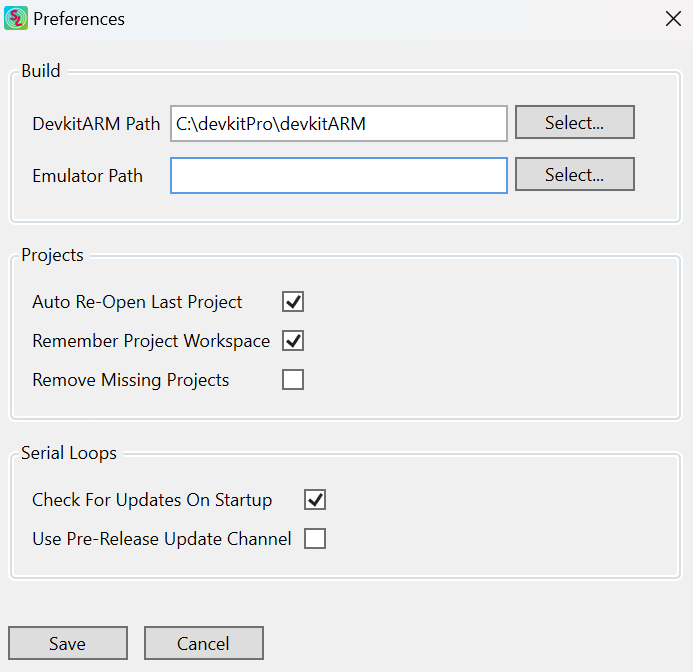 Preferences
Build
DevkitARM Path C:\devkitPro\devkitARM Select...
Emulator Path Select...
Projects
Auto Re-Open Last Project
Remember Project Workspace
Remove Missing Projects
Serial Loops
Check For Updates On Startup
Use Pre-Release Update Channel
Save Cancel